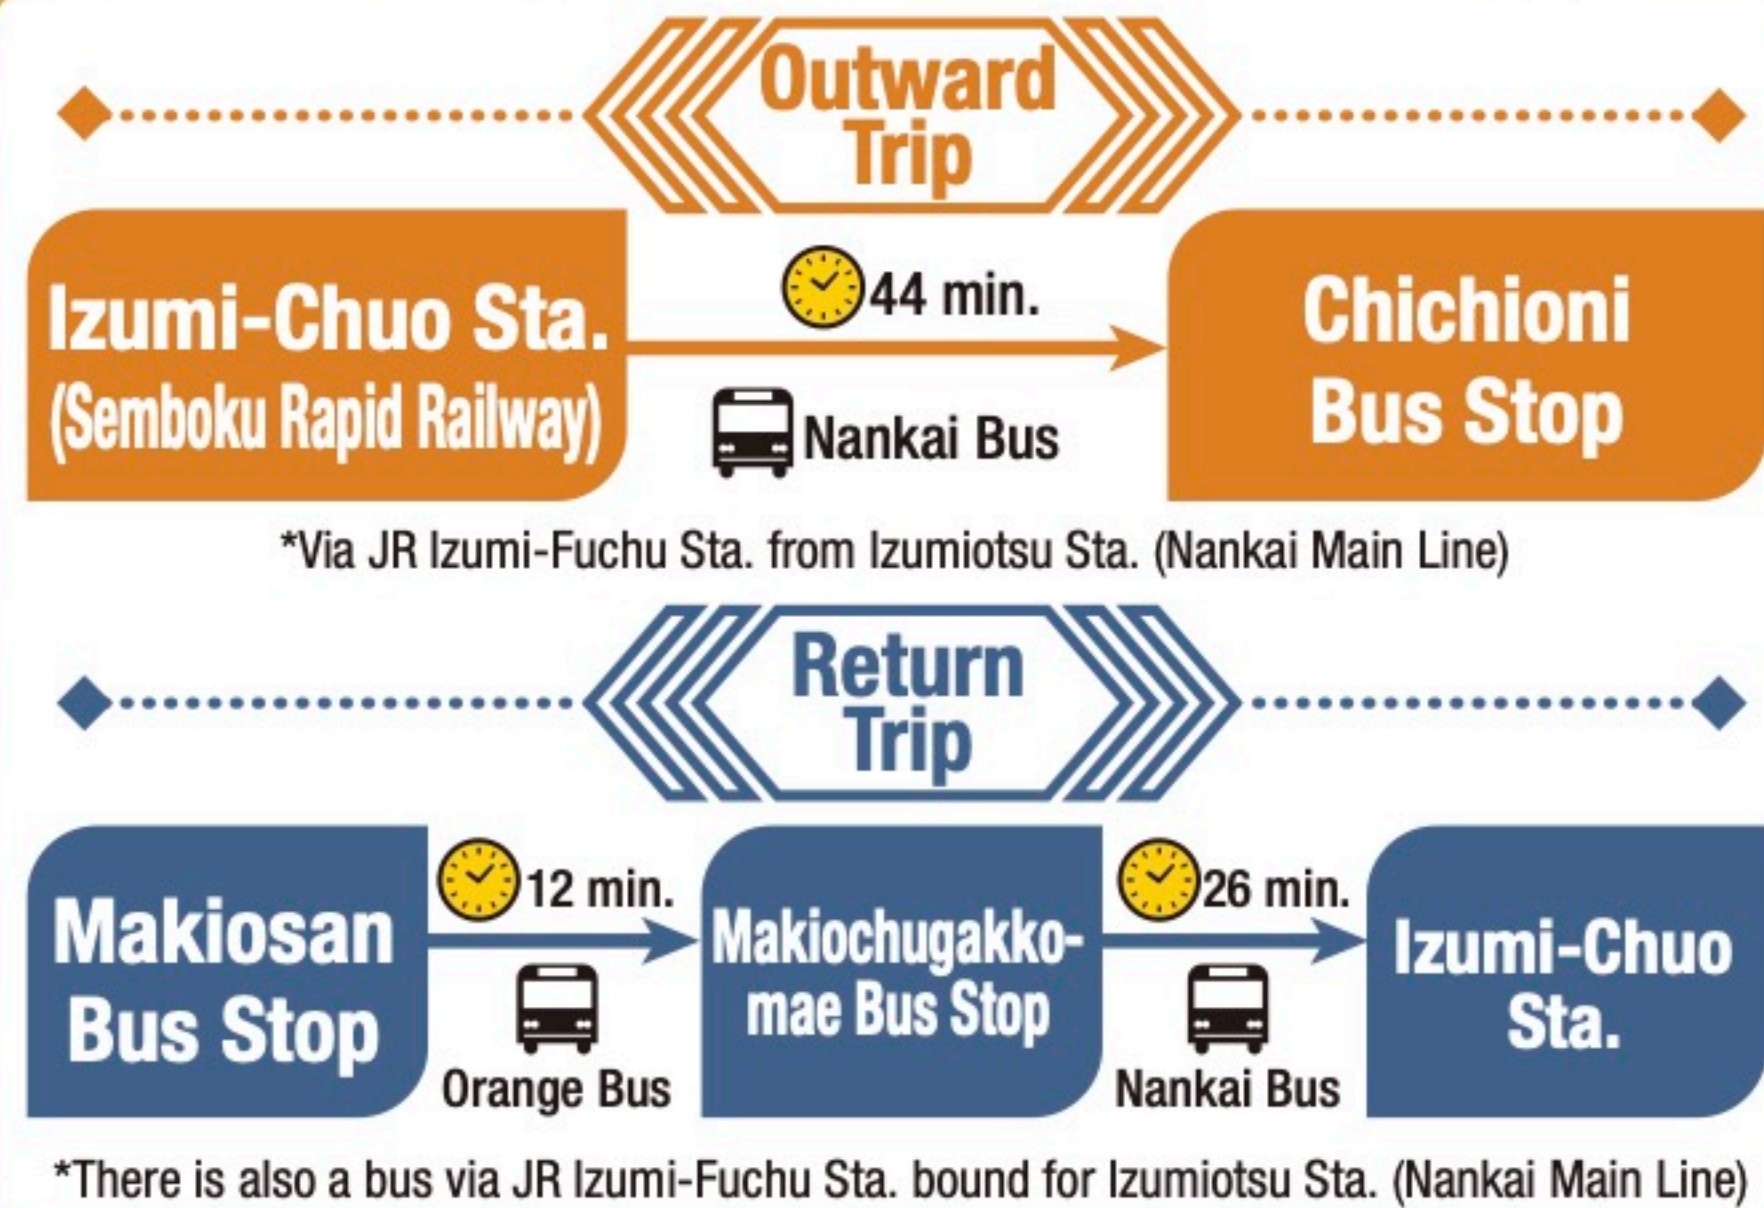 Outward
Trip
Izumi-Chuo Sta.
(Semboku Rapid Railway)
44 min.
Nankai Bus
Chichioni
Bus Stop
*Via JR Izumi-Fuchu Sta. from Izumiotsu Sta. (Nankai Main Line)
Return
Trip
Makiosan
Bus Stop
12 min.
Orange Bus
Makiochugakko-
mae Bus Stop
26 min.
Nankai Bus
Izumi-Chuo
Sta.
*There is also a bus via JR Izumi-Fuchu Sta. bound for Izumiotsu Sta. (Nankai Main Line)